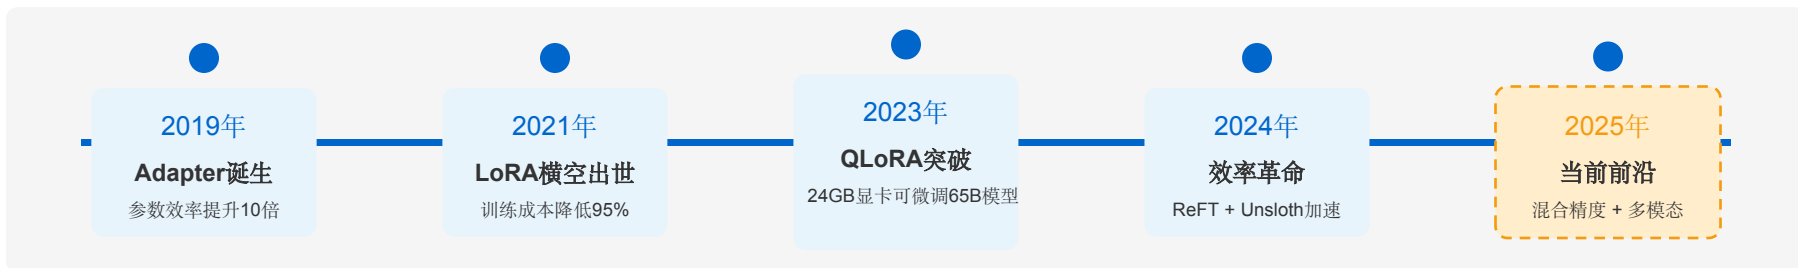 2019年
Adapter诞生
参数效率提升10倍
2021年
LoRA横空出世
训练成本降低95%
2023年
QLoRA突破
24GB显卡可微调65B模型
2024年
效率革命
ReFT + Unsloth加速
2025年
当前前沿
混合精度 + 多模态